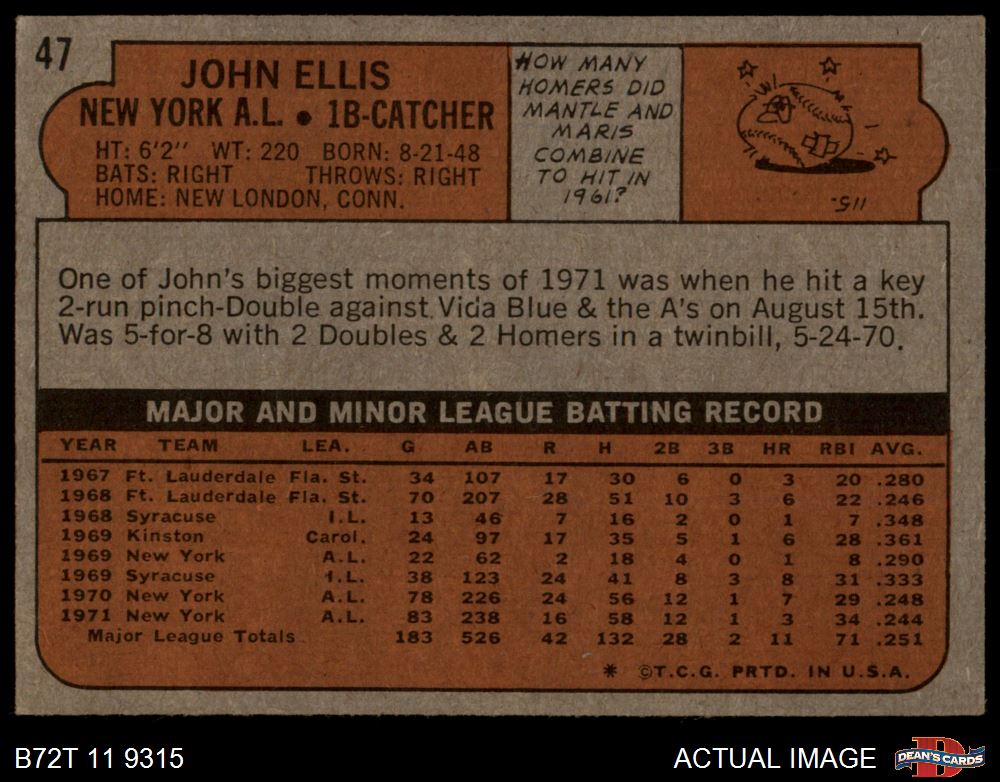 47
JOHN ELLIS
NEW YORK A.L. • 1B-CATCHER
HT: 6'2" WT: 220 BORN: 8-21-48
BATS: RIGHT THROWS: RIGHT
HOME: NEW LONDON, CONN.
HOW MANY
HOMERS DID
MANTLE AND
MARIS
COMBINE
TO HIT IN
1961?
115.
One of John's biggest moments of 1971 was when he hit a key
2-run pinch-Double against Vida Blue & the A's on August 15th.
Was 5-for-8 with 2 Doubles & 2 Homers in a twinbill, 5-24-70.
MAJOR AND MINOR LEAGUE BATTING RECORD
YEAR TEAM LEA. G AB R H 2B 3B HR RBI AVG.
1967 Ft. Lauderdale Fla. St. 34 107 17 30 6 0 3 20 .280
1968 Ft. Lauderdale Fla. St. 70 207 28 51 10 3 6 22 .246
1968 Syracuse I.L. 13 46 7 16 2 0 1 7 .348
1969 Kinston Carol. 24 97 17 35 5 1 6 28 .361
1969 New York A.L. 22 62 2 18 4 0 1 8 .290
1969 Syracuse I.L. 38 123 24 41 8 3 8 31 .333
1970 New York A.L. 78 226 24 56 12 1 7 29 .248
1971 New York A.L. 83 238 16 58 12 1 3 34 .244
Major League Totals 183 526 42 132 28 2 11 71 .251
* ©T.C.G. PRTD. IN U.S.A.
B72T 11 9315
ACTUAL IMAGE
D
DEAN'S CARDS